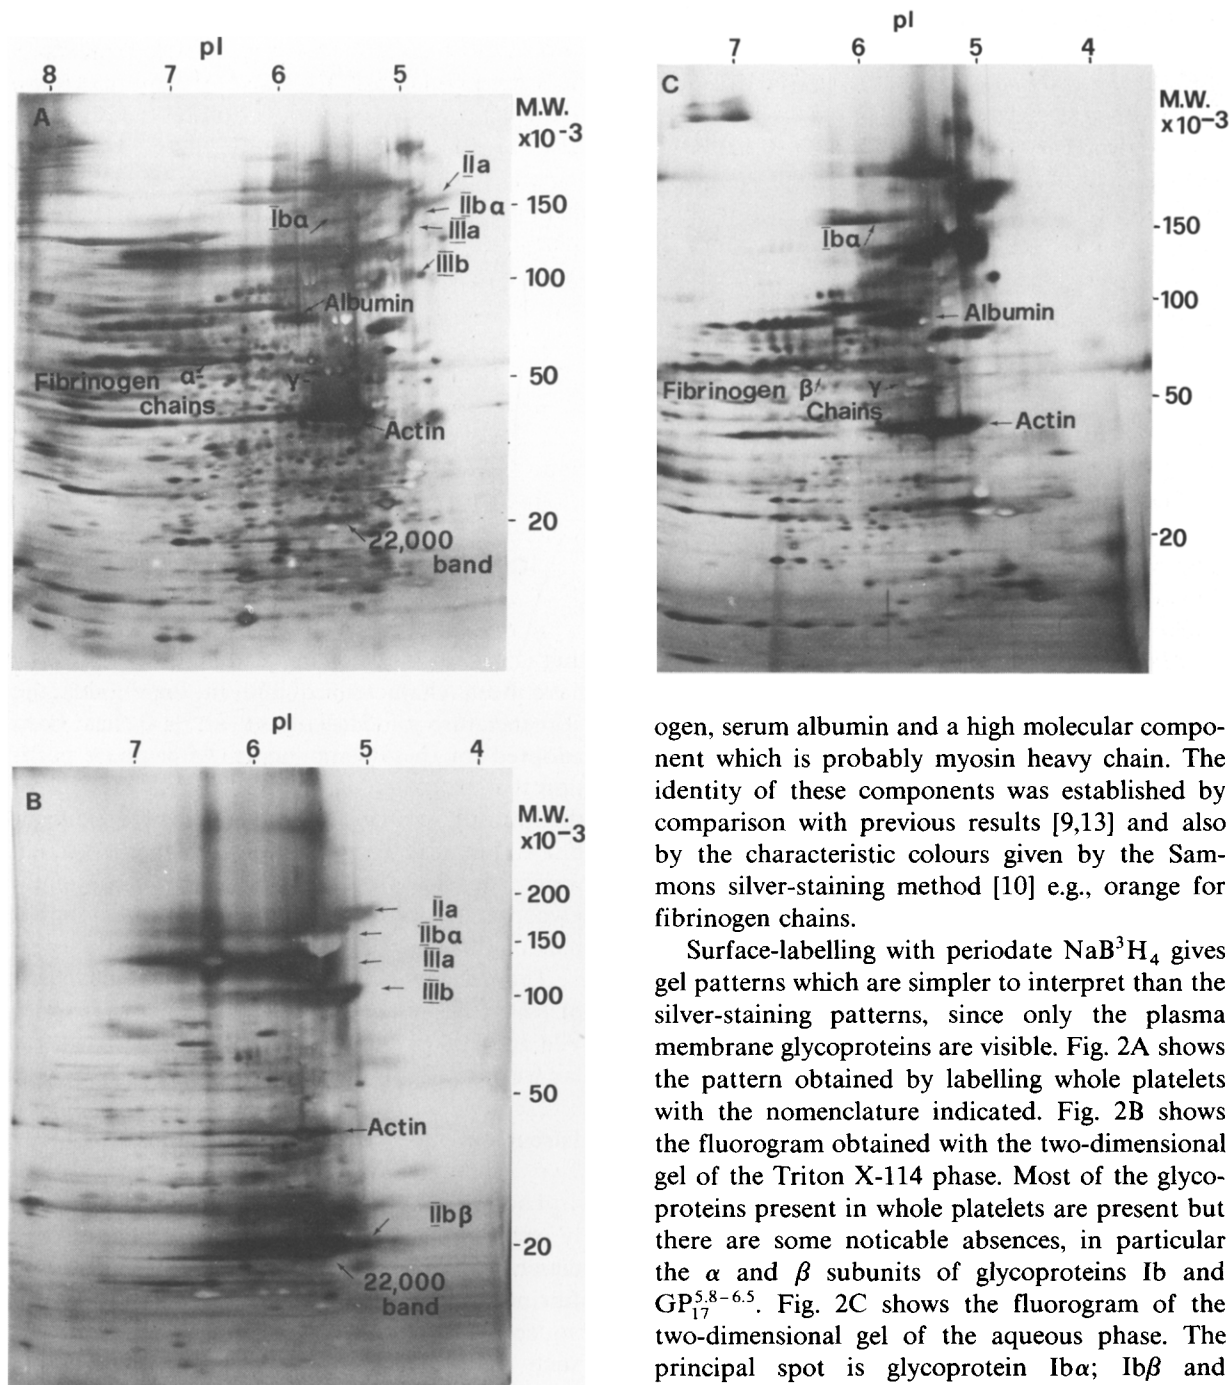 pI
8 7 6 5
A
M.W.
x10-3
IIa
IIbα
Ibα
IIIa
IIIb
150
100
Albumin
50
Fibrinogen α
chains
γ
Actin
20
22,000
band
pI
7 6 5 4
B
M.W.
x10-3
200
IIa
IIbα
150
IIIa
IIIb
100
50
Actin
IIbβ
20
22,000
band
pI
7 6 5 4
C
M.W.
x10-3
150
Ibα
100
Albumin
Fibrinogen β
Chains
γ
50
Actin
20
ogen, serum albumin and a high molecular compo-
nent which is probably myosin heavy chain. The
identity of these components was established by
comparison with previous results [9,13] and also
by the characteristic colours given by the Sam-
mons silver-staining method [10] e.g., orange for
fibrinogen chains.
Surface-labelling with periodate NaB³H₄ gives
gel patterns which are simpler to interpret than the
silver-staining patterns, since only the plasma
membrane glycoproteins are visible. Fig. 2A shows
the pattern obtained by labelling whole platelets
with the nomenclature indicated. Fig. 2B shows
the fluorogram obtained with the two-dimensional
gel of the Triton X-114 phase. Most of the glyco-
proteins present in whole platelets are present but
there are some noticable absences, in particular
the α and β subunits of glycoproteins Ib and
GP₁₇⁵·⁸⁻⁶·⁵. Fig. 2C shows the fluorogram of the
two-dimensional gel of the aqueous phase. The
principal spot is glycoprotein Ibα; Ibβ and